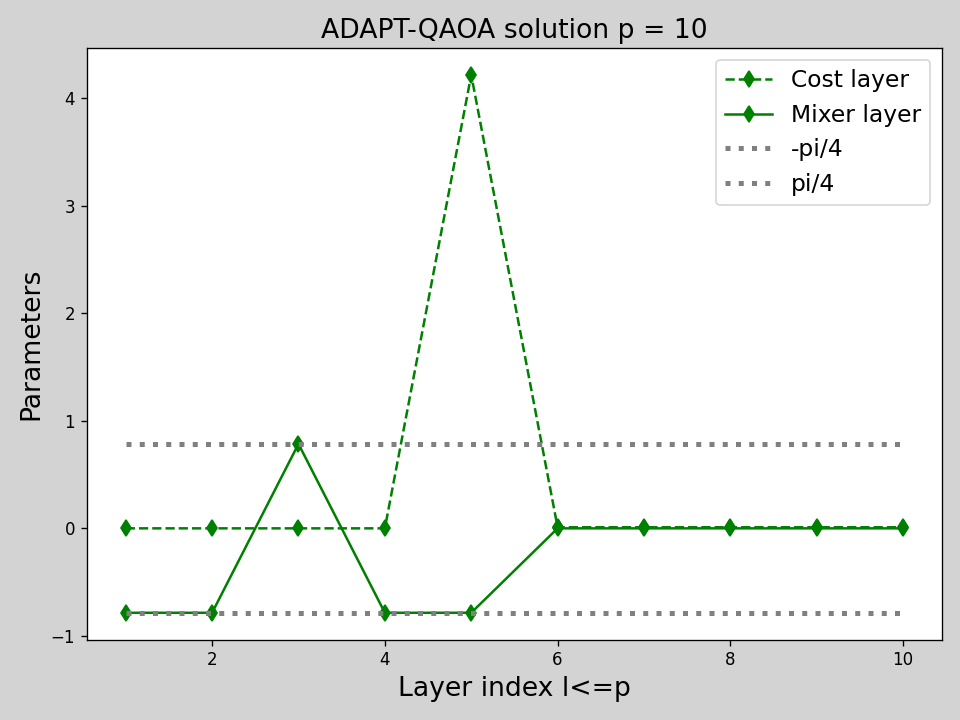 ADAPT-QAOA solution p = 10
Cost layer
Mixer layer
-pi/4
pi/4
Parameters
4
3
2
1
0
−1
2
4
6
8
10
Layer index l<=p